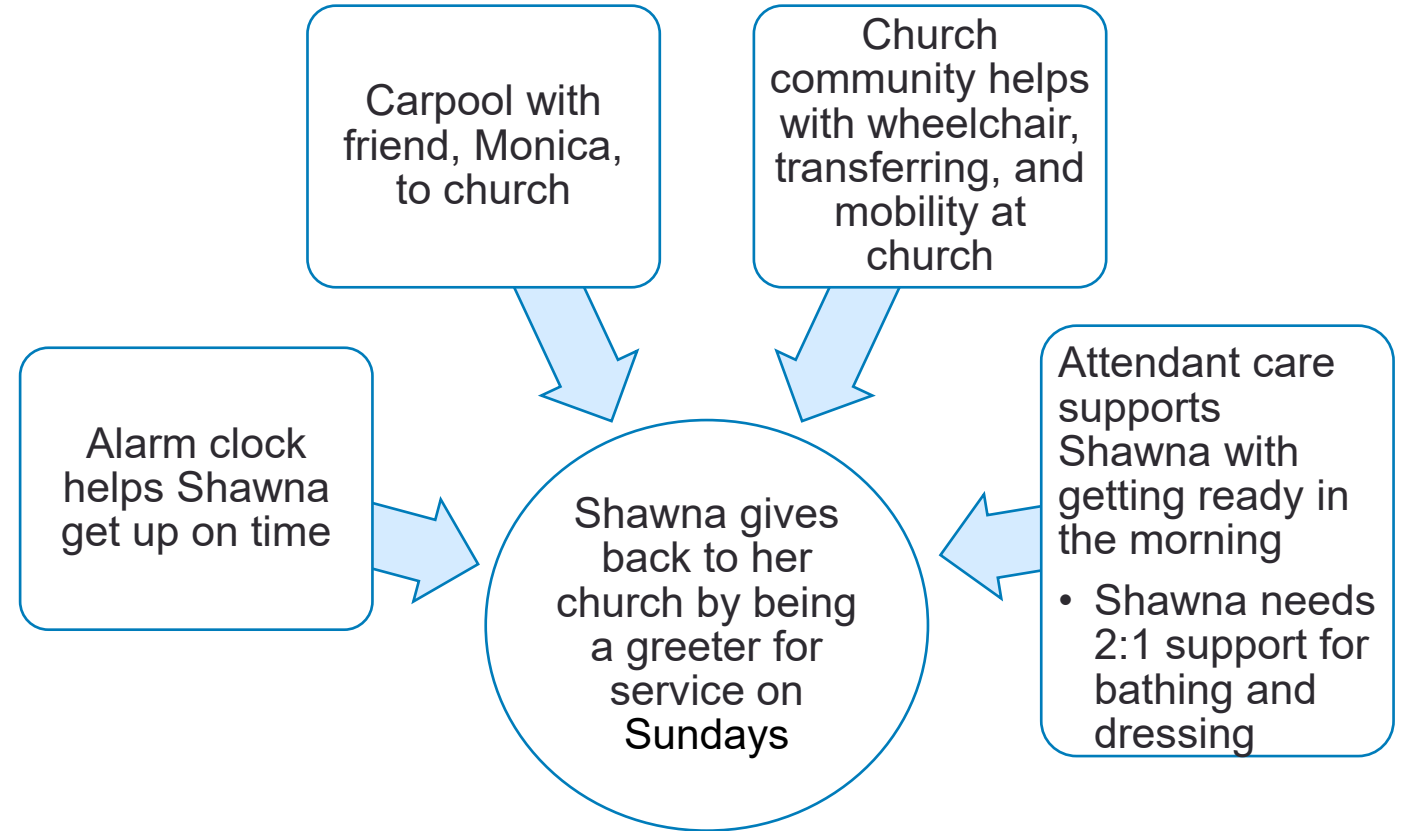 Carpool with
friend, Monica,
to church
Church
community helps
with wheelchair,
transferring, and
mobility at
church
Alarm clock
helps Shawna
get up on time
Attendant care
supports
Shawna with
getting ready in
the morning
• Shawna needs
2:1 support for
bathing and
dressing
Shawna gives
back to her
church by being
a greeter for
service on
Sundays